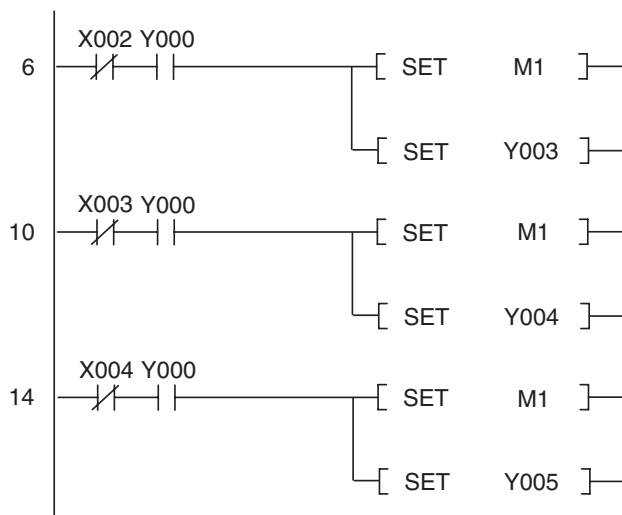 X002 Y000
6 SET M1
SET Y003
X003 Y000
10 SET M1
SET Y004
X004 Y000
14 SET M1
SET Y005